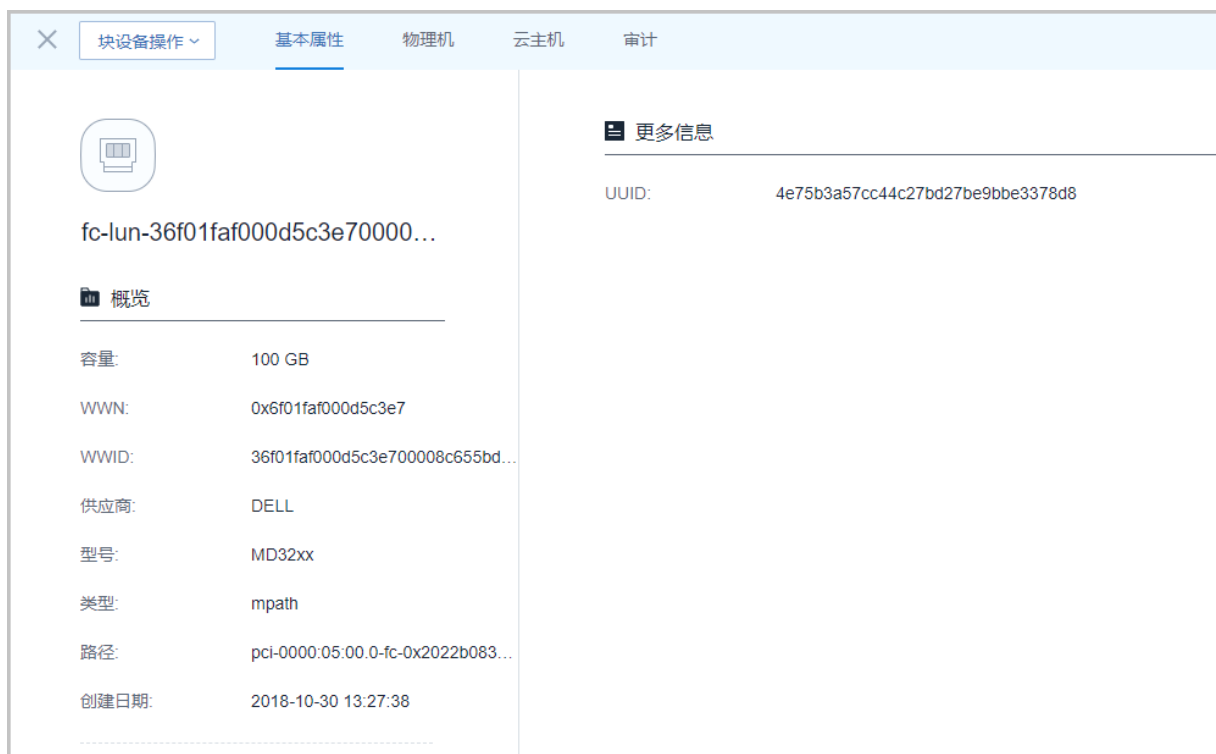 块设备操作 基本属性 物理机 云主机 审计
fc-lun-36f01faf000d5c3e70000...
概览
容量: 100 GB
WWN: 0x6f01faf000d5c3e7
WWID: 36f01faf000d5c3e700008c655bd...
供应商: DELL
型号: MD32xx
类型: mpath
路径: pci-0000:05:00.0-fc-0x2022b083...
创建日期: 2018-10-30 13:27:38
更多信息
UUID: 4e75b3a57cc44c27bd27be9bbe3378d8